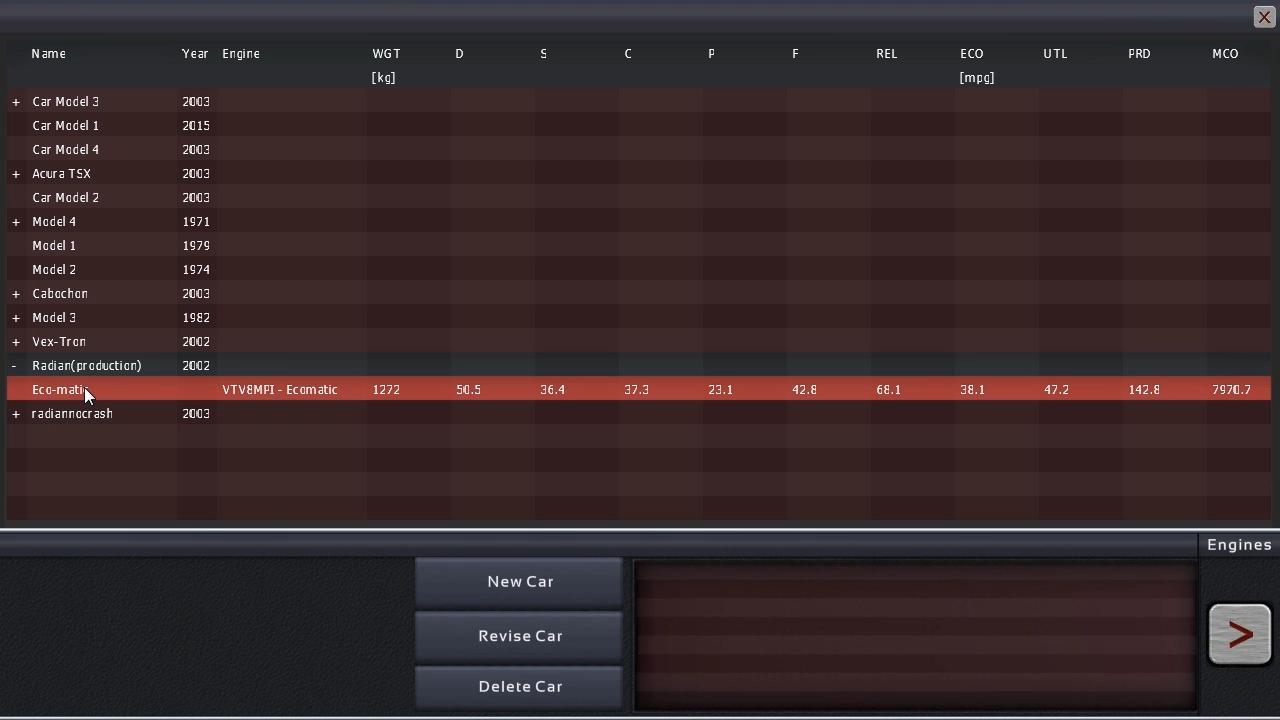 Name Year Engine WGT D S C P F REL ECO UTL PRD MCO
[kg] [mpg]
+ Car Model 3 2003
Car Model 1 2015
Car Model 4 2003
+ Acura TSX 2003
Car Model 2 2003
+ Model 4 1971
Model 1 1979
Model 2 1974
+ Cabochon 2003
+ Model 3 1982
+ Vex-Tron 2002
- Radian(production) 2002
Eco-matic VTV8MPI - Ecomatic 1272 50.5 36.4 37.3 23.1 42.8 68.1 38.1 47.2 142.8 7970.7
+ radiannocrash 2003
Engines
New Car
Revise Car
Delete Car
>